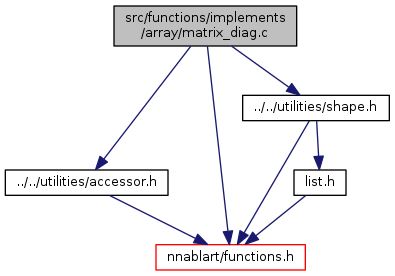 src/functions/implements
/array/matrix_diag.c
../../utilities/shape.h
../../utilities/accessor.h
list.h
nnablart/functions.h